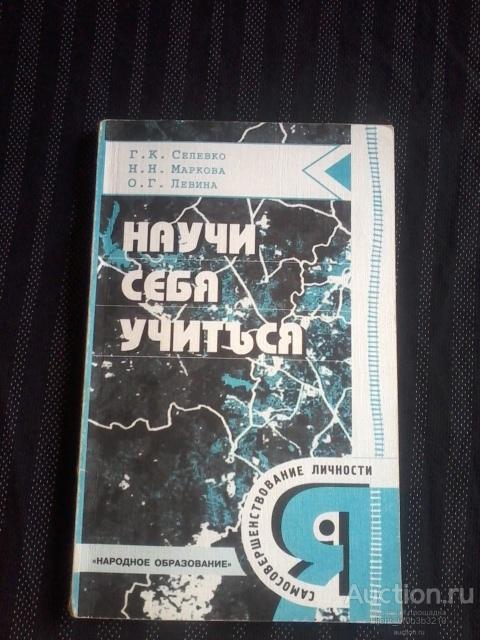 Г. К. Селевко
Н. Н. Маркова
О. Г. Левина
НАУЧИ
СЕБЯ
УЧИТЬСЯ
САМОСОВЕРШЕНСТВОВАНИЕ ЛИЧНОСТИ
Я
«НАРОДНОЕ ОБРАЗОВАНИЕ»
Auction.ru